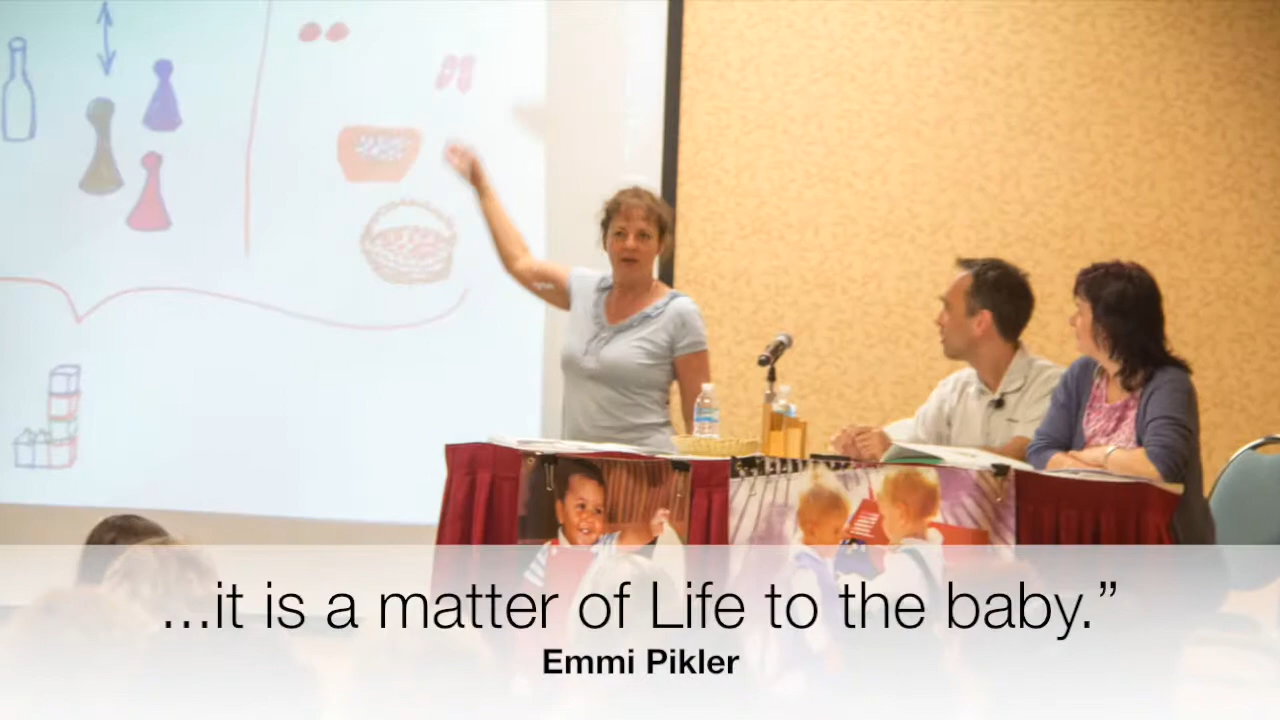 ...it is a matter of Life to the baby.”
Emmi Pikler